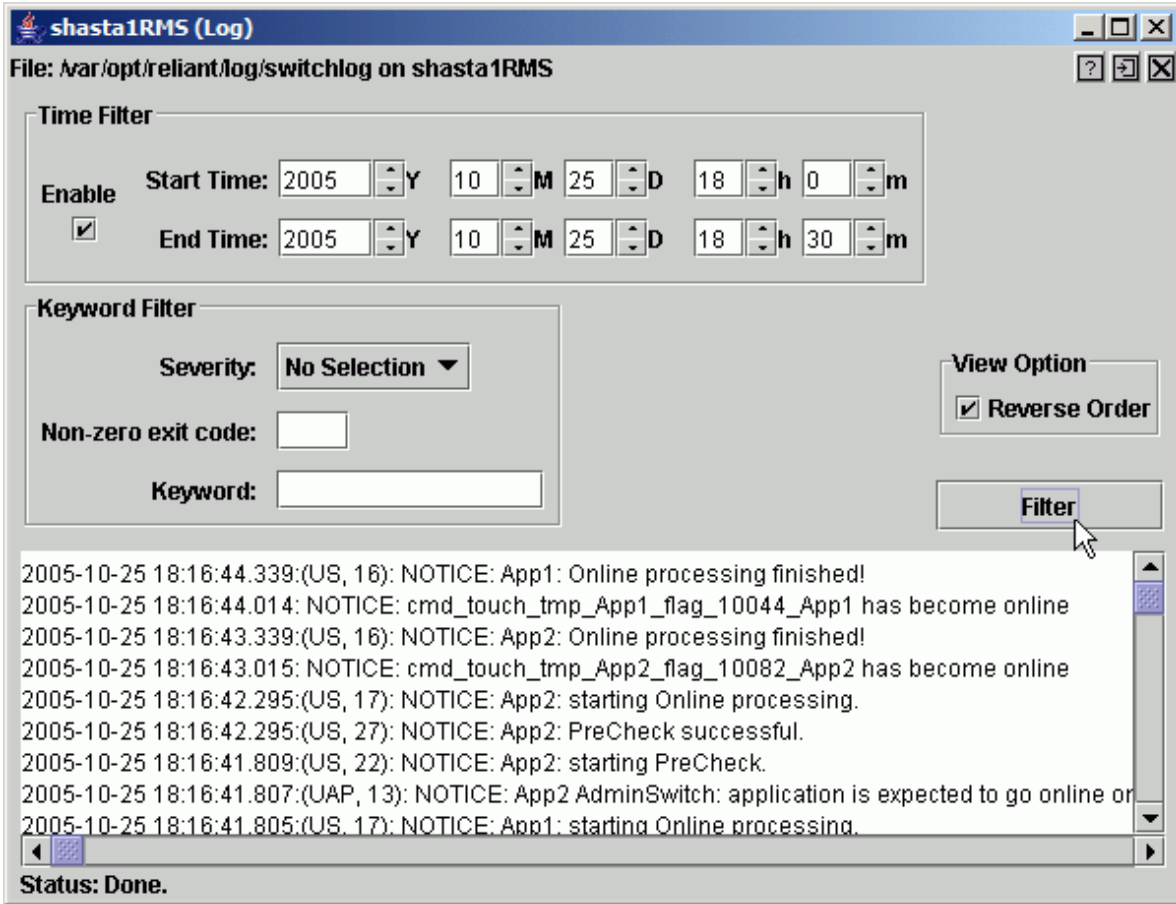 shasta1RMS (Log)
File: /var/opt/reliant/log/switchlog on shasta1RMS
Time Filter
Enable
Start Time: 2005 Y 10 M 25 D 18 h 0 m
End Time: 2005 Y 10 M 25 D 18 h 30 m
Keyword Filter
Severity: No Selection
Non-zero exit code:
Keyword:
View Option
Reverse Order
Filter
2005-10-25 18:16:44.339:(US, 16): NOTICE: App1: Online processing finished!
2005-10-25 18:16:44.014: NOTICE: cmd_touch_tmp_App1_flag_10044_App1 has become online
2005-10-25 18:16:43.339:(US, 16): NOTICE: App2: Online processing finished!
2005-10-25 18:16:43.015: NOTICE: cmd_touch_tmp_App2_flag_10082_App2 has become online
2005-10-25 18:16:42.295:(US, 17): NOTICE: App2: starting Online processing.
2005-10-25 18:16:42.295:(US, 27): NOTICE: App2: PreCheck successful.
2005-10-25 18:16:41.809:(US, 22): NOTICE: App2: starting PreCheck.
2005-10-25 18:16:41.807:(UAP, 13): NOTICE: App2 AdminSwitch: application is expected to go online or
2005-10-25 18:16:41.805:(US, 17): NOTICE: App1: starting Online processing.
Status: Done.